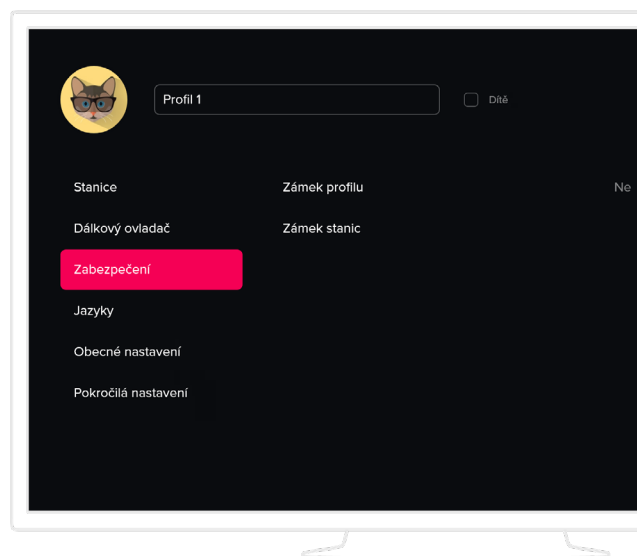 Profil 1
Dítě
Stanice
Zámek profilu
Ne
Dálkový ovladač
Zámek stanic
Zabezpečení
Jazyky
Obecné nastavení
Pokročilá nastavení